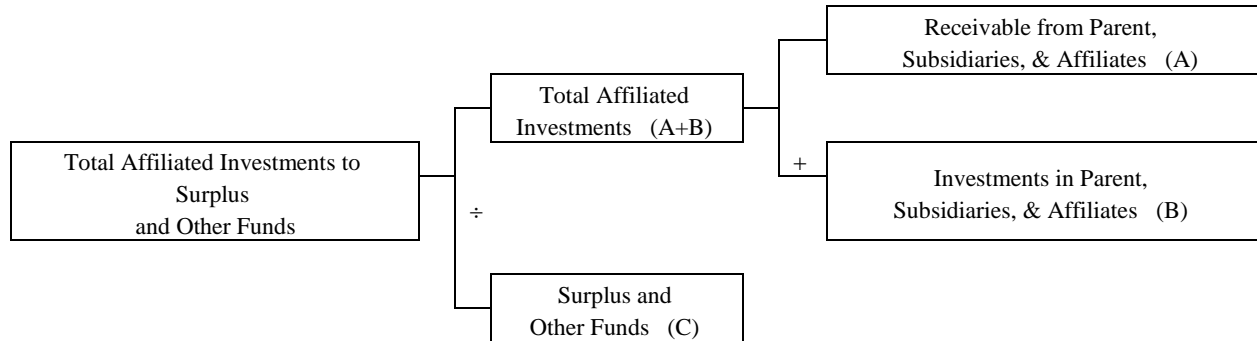 Total Affiliated Investments to
Surplus
and Other Funds
÷
Total Affiliated
Investments (A+B)
Surplus and
Other Funds (C)
+
Receivable from Parent,
Subsidiaries, & Affiliates (A)
Investments in Parent,
Subsidiaries, & Affiliates (B)